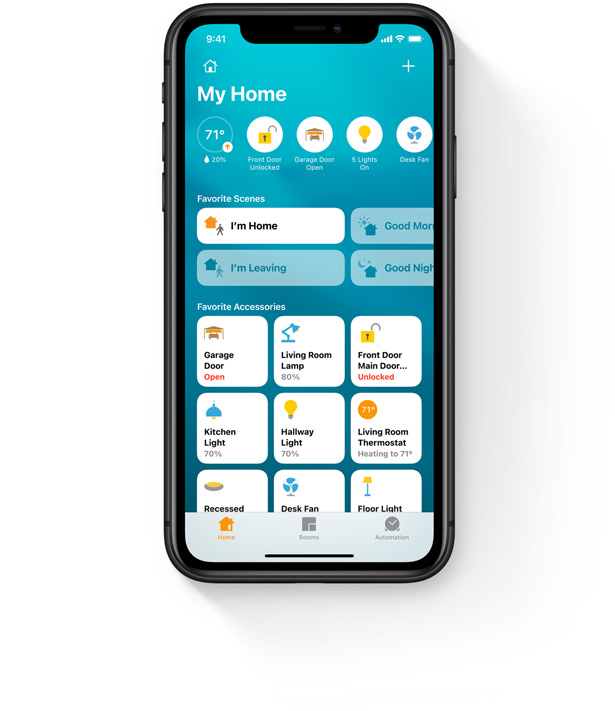 9:41
My Home
71°
20%
Front Door
Unlocked
Garage Door
Open
5 Lights
On
Desk Fan
Favorite Scenes
I'm Home
Good Morn
I'm Leaving
Good Nigh
Favorite Accessories
Garage
Door
Open
Living Room
Lamp
80%
Front Door
Main Door...
Unlocked
Kitchen
Light
70%
Hallway
Light
70%
71°
Living Room
Thermostat
Heating to 71°
Recessed
Desk Fan
Floor Light
Home
Rooms
Automation